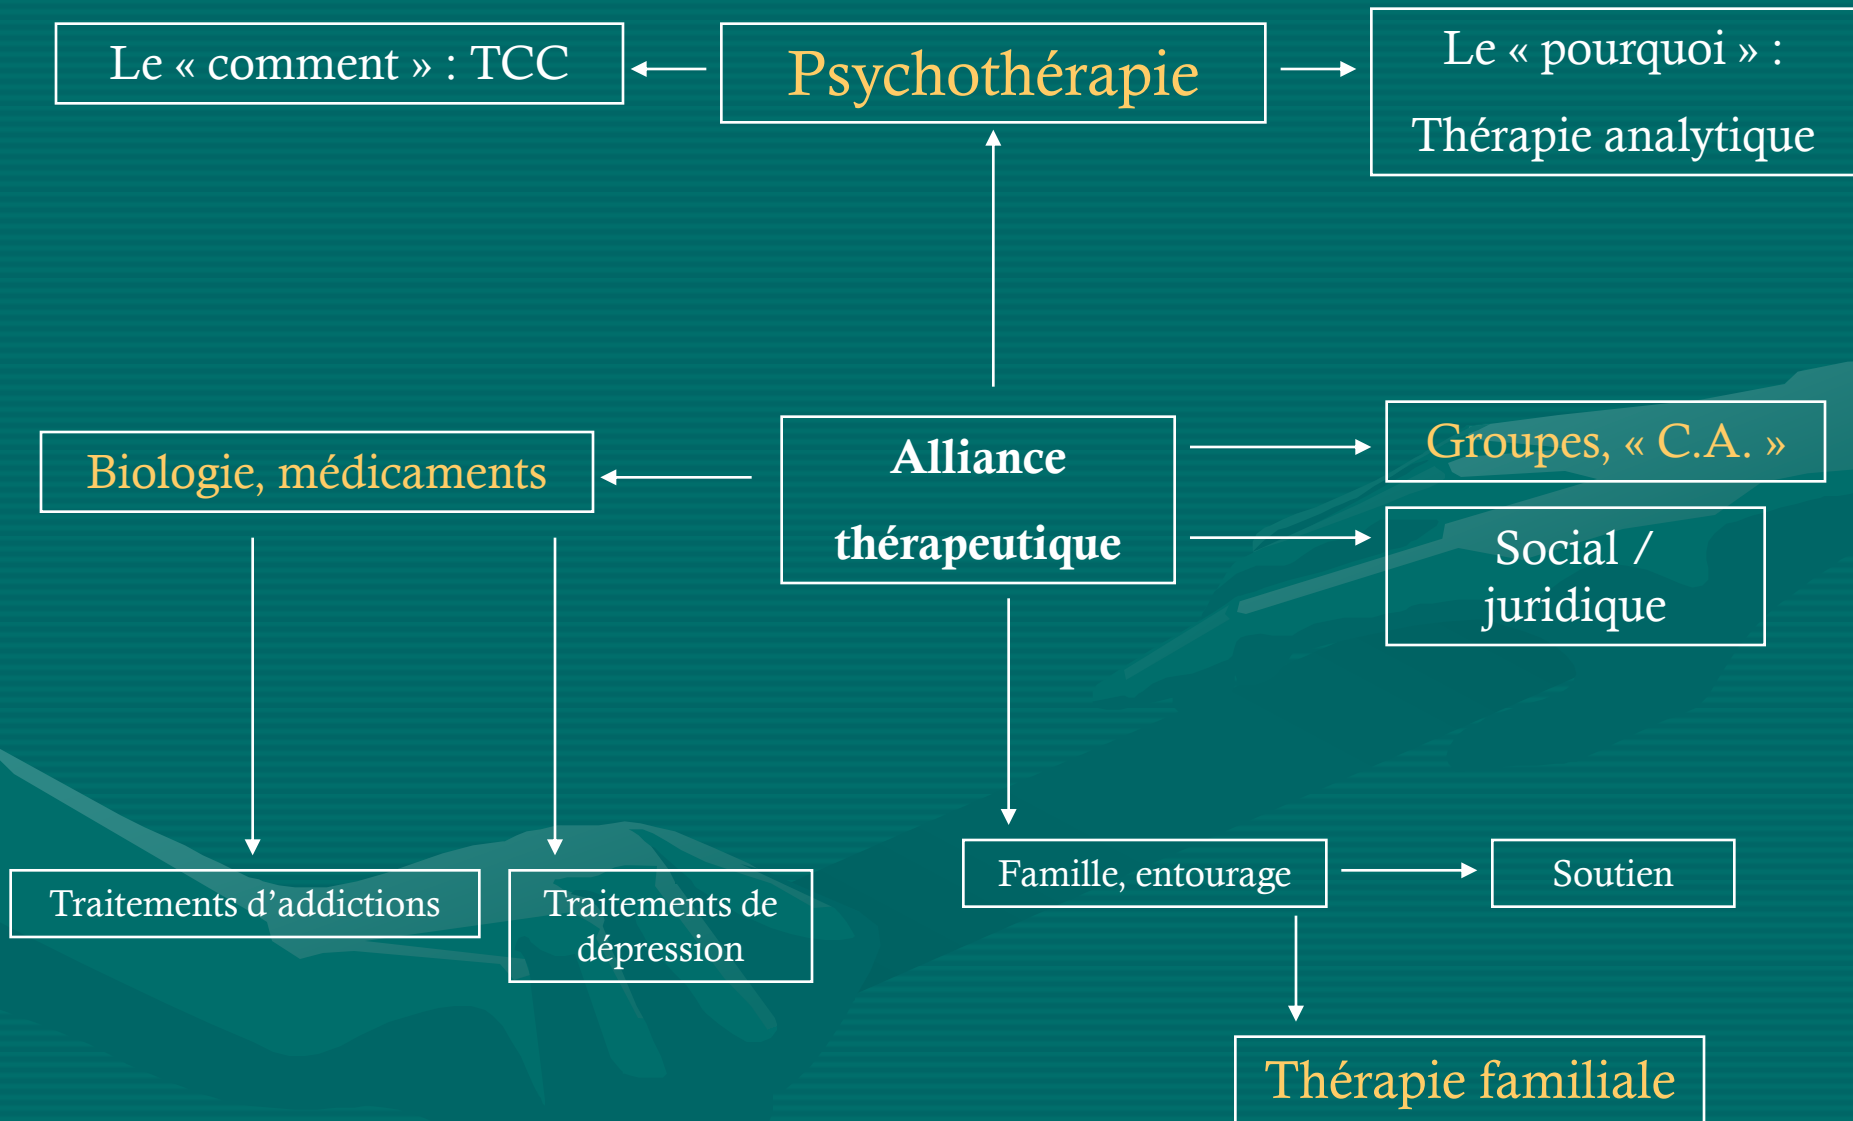 Le « comment » : TCC
Psychothérapie
Le « pourquoi » :
Thérapie analytique
Biologie, médicaments
Alliance
thérapeutique
Groupes, « C.A. »
Social /
juridique
Traitements d’addictions
Traitements de
dépression
Famille, entourage
Soutien
Thérapie familiale